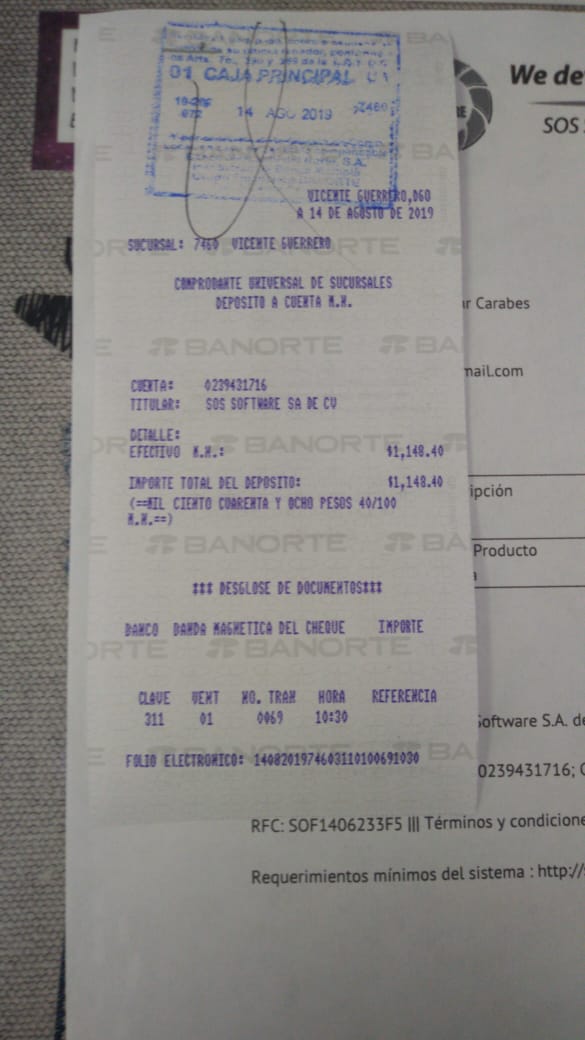 01 CAJA PRINCIPAL
14 AGO 2019
VICENTE GUERRERO,DGO
A 14 DE AGOSTO DE 2019
SUCURSAL: 7460 VICENTE GUERRERO
COMPROBANTE UNIVERSAL DE SUCURSALES
DEPOSITO A CUENTA M.N.
BANORTE
CUENTA: 0239431716
TITULAR: SOS SOFTWARE SA DE CV
DETALLE:
EFECTIVO M.N.: $1,148.40
IMPORTE TOTAL DEL DEPOSITO: $1,148.40
(==MIL CIENTO CUARENTA Y OCHO PESOS 40/100
M.N.==)
BANORTE
*** DESGLOSE DE DOCUMENTOS***
BANCO BANDA MAGNETICA DEL CHEQUE IMPORTE
CLAVE VENT NO. TRAN HORA REFERENCIA
311 01 0069 10:30
FOLIO ELECTRONICO: 1408201974603110100691030
We de
SOS
ar Carabes
mail.com
ipción
Producto
Software S.A. de
0239431716; C
RFC: SOF1406233F5 ||| Términos y condicione
Requerimientos mínimos del sistema : http://